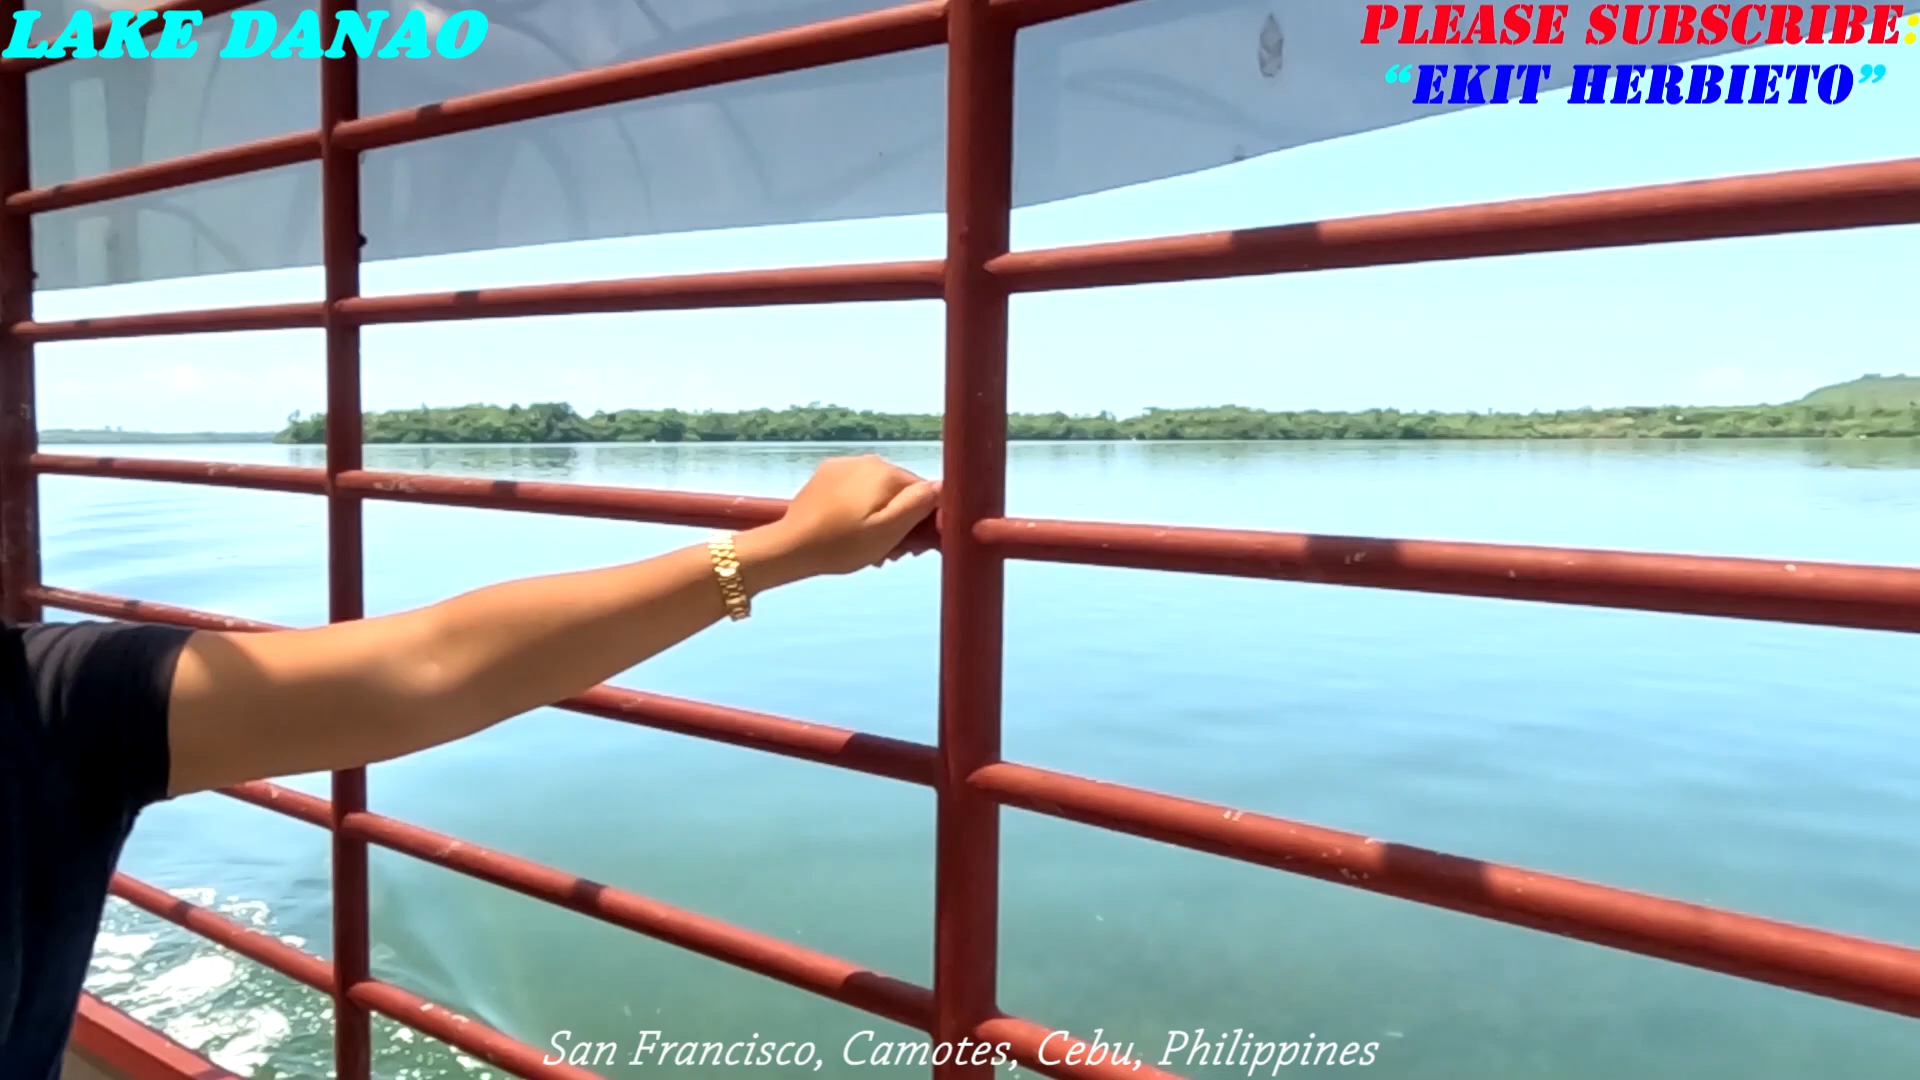 LAKE DANAO
PLEASE SUBSCRIBE:
“EKIT HERBIETO”
San Francisco, Camotes, Cebu, Philippines